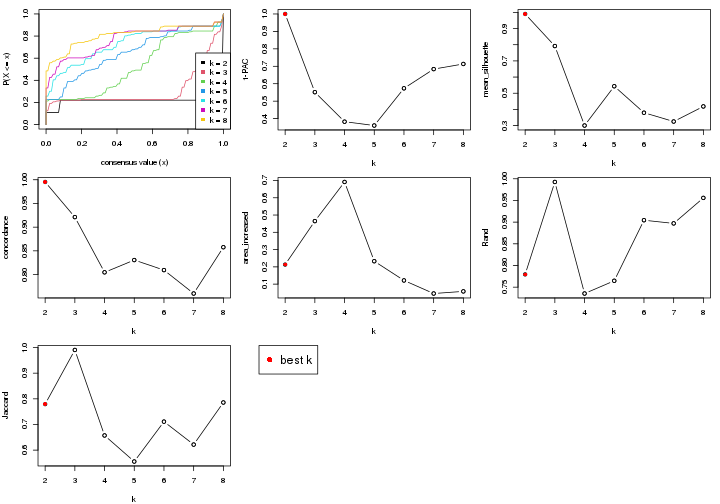 P(X <= x)
0.0 0.2 0.4 0.6 0.8 1.0
k = 2
k = 3
k = 4
k = 5
k = 6
k = 7
k = 8
0.0 0.2 0.4 0.6 0.8 1.0
consensus value (x)
1-PAC
0.4 0.5 0.6 0.7 0.8 0.9 1.0
2 3 4 5 6 7 8
k
mean_silhouette
0.3 0.5 0.7 0.9
2 3 4 5 6 7 8
k
concordance
0.80 0.85 0.90 0.95 1.00
2 3 4 5 6 7 8
k
area_increased
0.1 0.2 0.3 0.4 0.5 0.6 0.7
2 3 4 5 6 7 8
k
Rand
0.75 0.80 0.85 0.90 0.95 1.00
2 3 4 5 6 7 8
k
Jaccard
0.6 0.7 0.8 0.9 1.0
2 3 4 5 6 7 8
k
best k